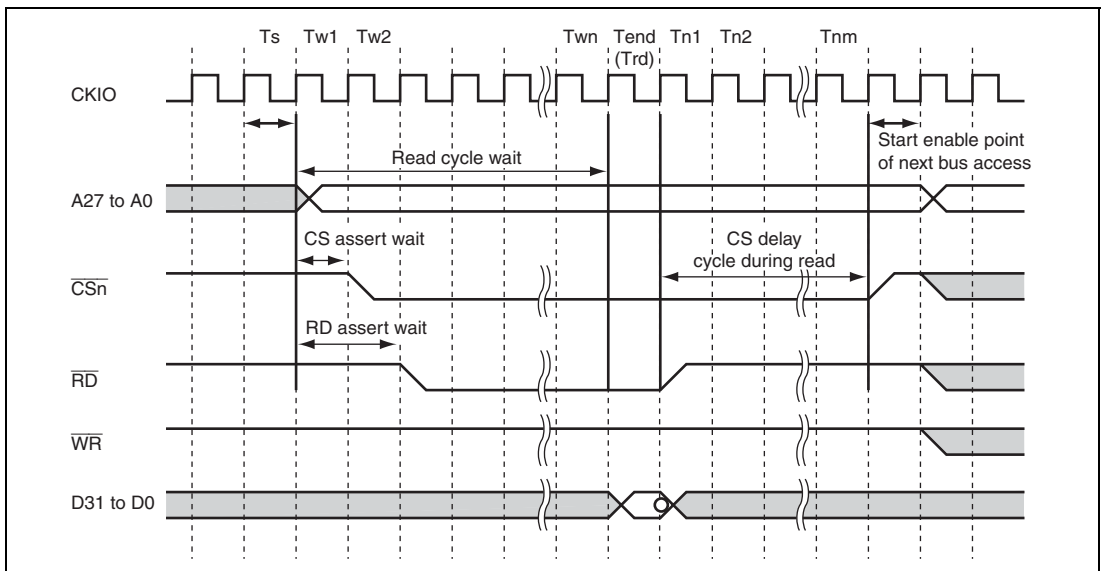 Ts Tw1 Tw2 Twn Tend Tn1 Tn2 Tnm
(Trd)
CKIO
Start enable point
of next bus access
Read cycle wait
A27 to A0
CS assert wait
CS delay
cycle during read
CSn
RD assert wait
RD
WR
D31 to D0